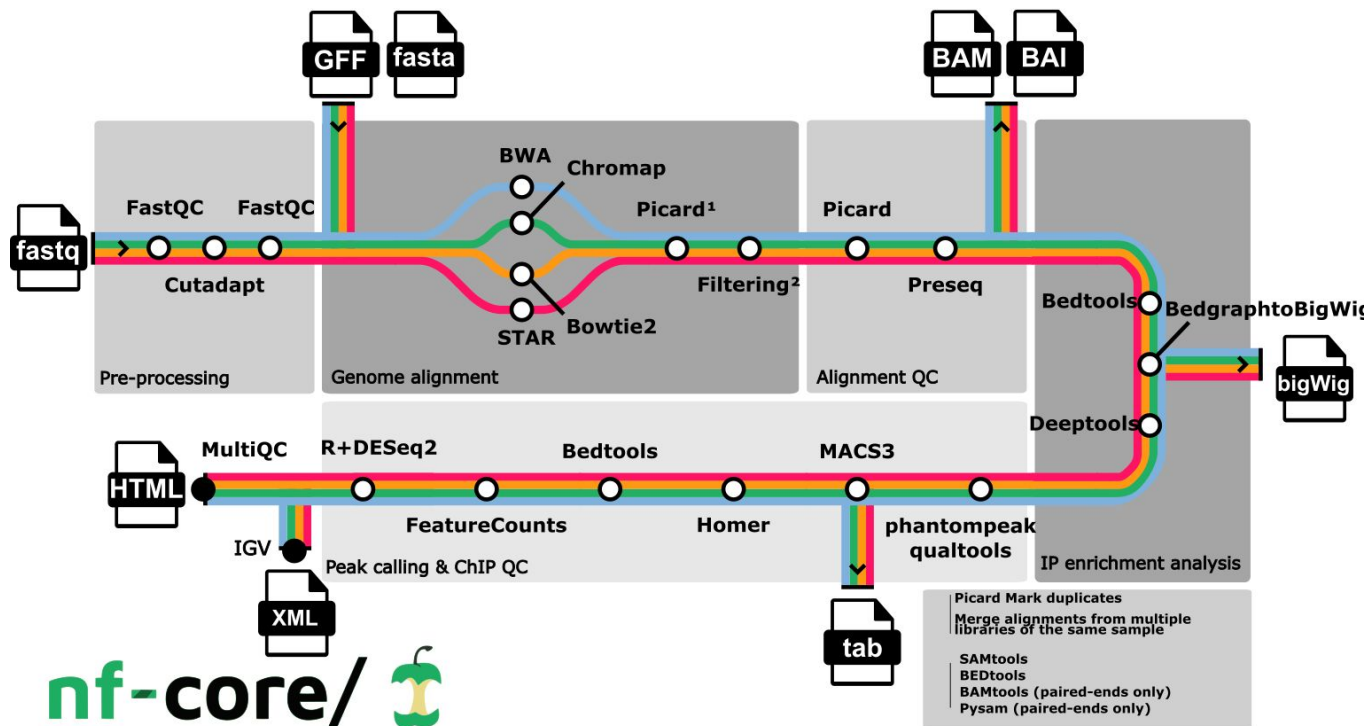 GFF
fasta
BAM
BAI
BWA
Chromap
FastQC
FastQC
Picard¹
Picard
fastq
Cutadapt
Filtering²
Preseq
Bedtools
BedgraphtoBigWig
STAR
Bowtie2
Pre-processing
Genome alignment
Alignment QC
bigWig
Deeptools
MultiQC
R+DESeq2
Bedtools
MACS3
HTML
FeatureCounts
Homer
phantompeak
qualtools
IGV
Peak calling & ChIP QC
IP enrichment analysis
XML
tab
Picard Mark duplicates
Merge alignments from multiple
libraries of the same sample
SAMtools
BEDtools
BAMtools (paired-ends only)
Pysam (paired-ends only)
nf-core/